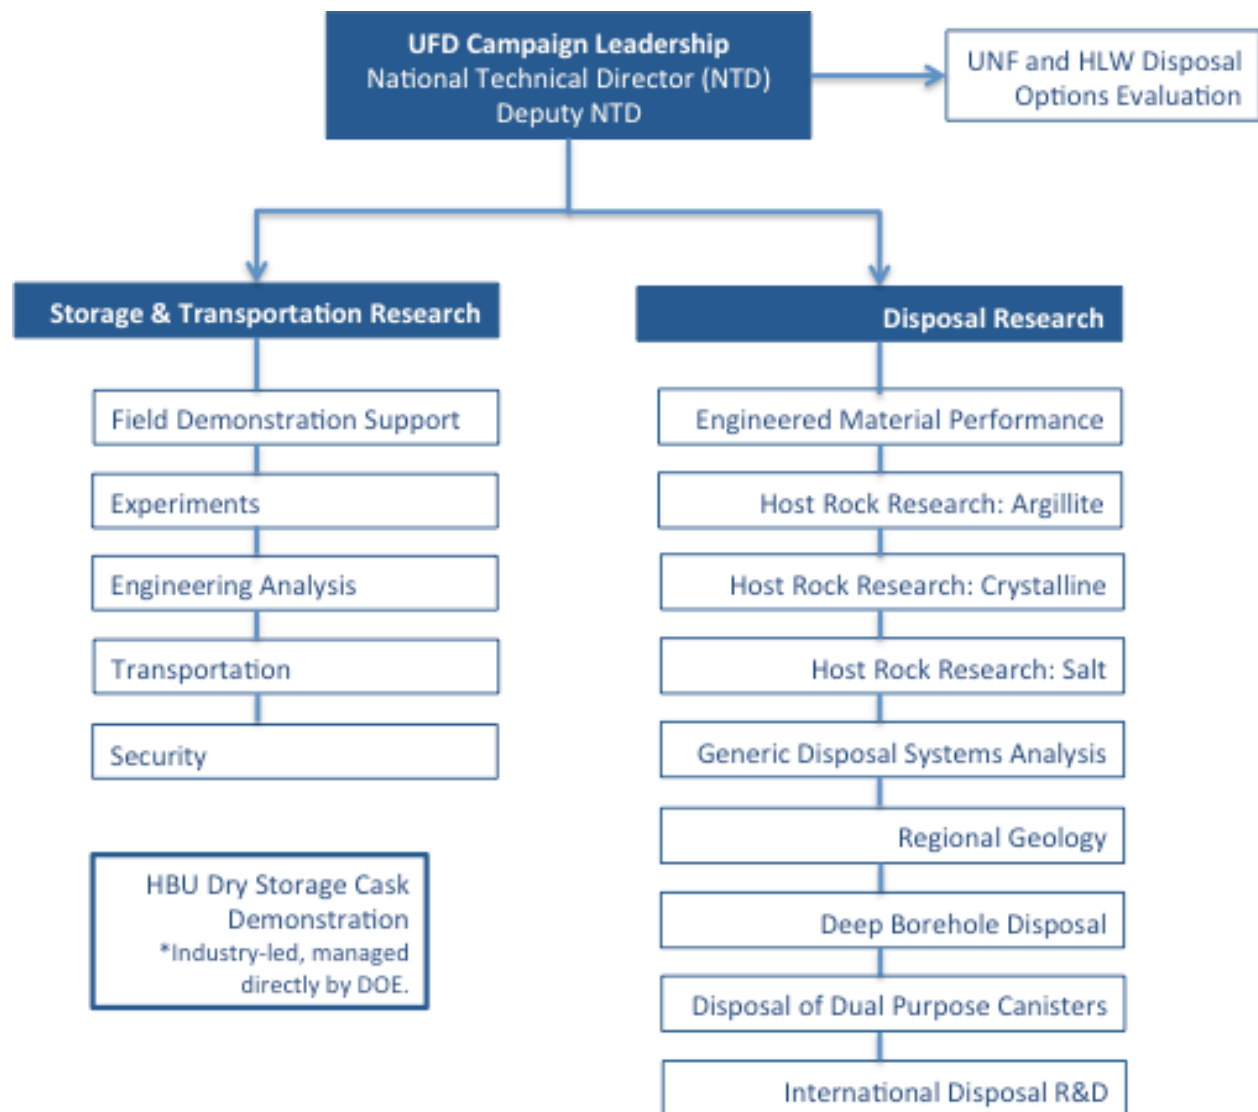 UFD Campaign Leadership
National Technical Director (NTD)
Deputy NTD
UNF and HLW Disposal
Options Evaluation
Storage & Transportation Research
Field Demonstration Support
Experiments
Engineering Analysis
Transportation
Security
HBU Dry Storage Cask
Demonstration
*Industry-led, managed
directly by DOE.
Disposal Research
Engineered Material Performance
Host Rock Research: Argillite
Host Rock Research: Crystalline
Host Rock Research: Salt
Generic Disposal Systems Analysis
Regional Geology
Deep Borehole Disposal
Disposal of Dual Purpose Canisters
International Disposal R&D